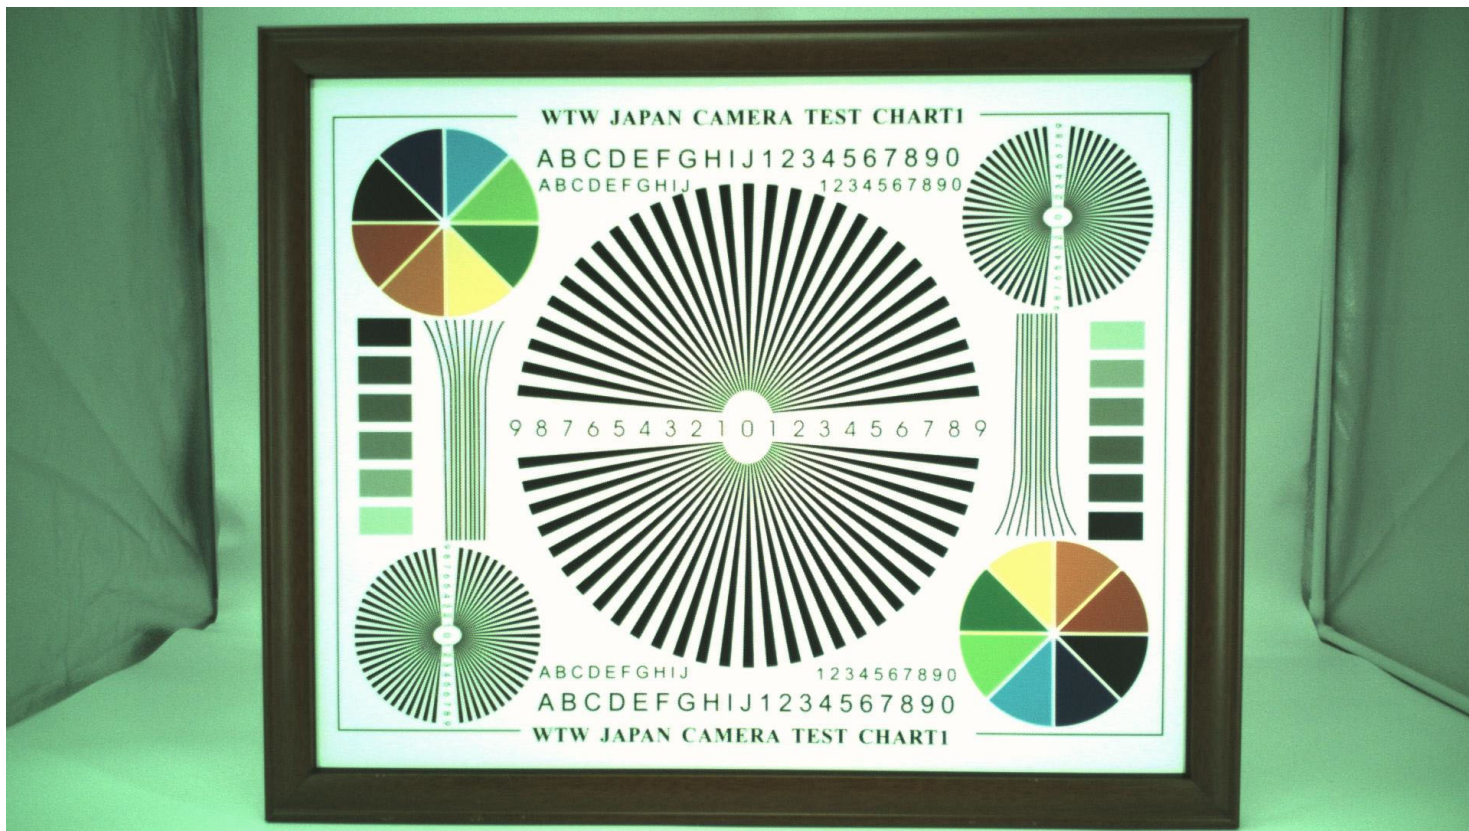 WTW JAPAN CAMERA TEST CHART1
ABCDEFGHIJ1234567890
ABCDEFGHIJ 1234567890
9 8 7 6 5 4 3 2 1 0 1 2 3 4 5 6 7 8 9
ABCDEFGHIJ 1234567890
ABCDEFGHIJ1234567890
WTW JAPAN CAMERA TEST CHART1